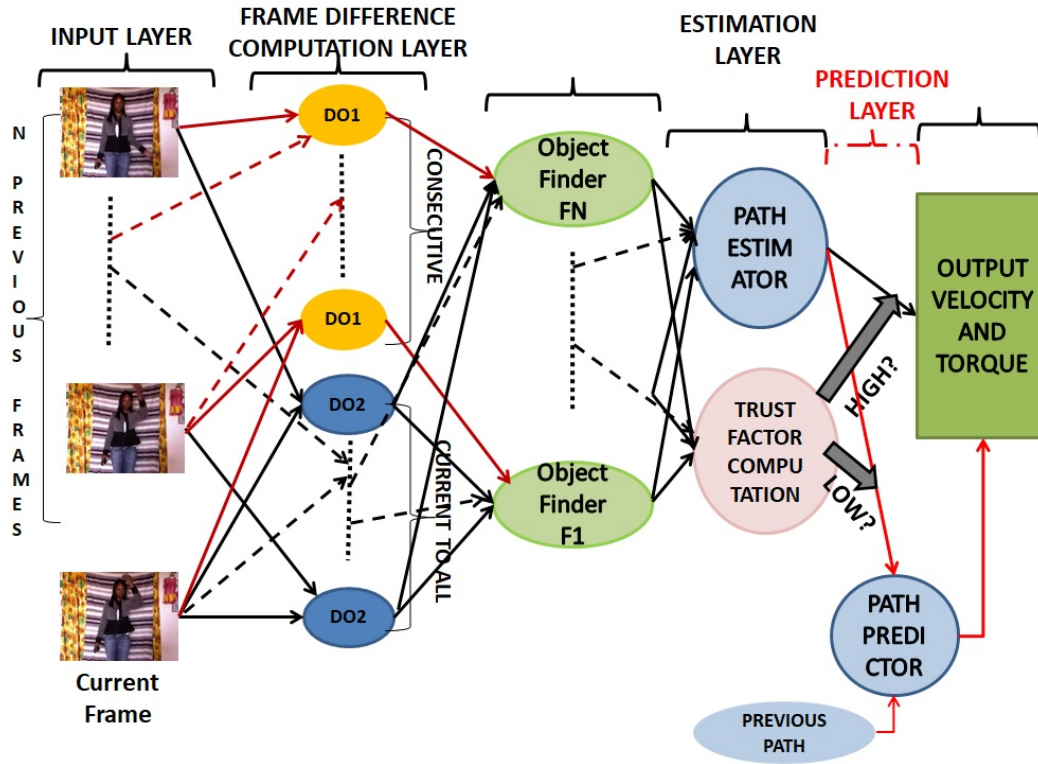 INPUT LAYER
FRAME DIFFERENCE
COMPUTATION LAYER
ESTIMATION
LAYER
PREDICTION
LAYER
N PREVIOUS FRAMES
Current
Frame
DO1
DO1
DO2
DO2
CONSECUTIVE
CURRENT TO ALL
Object
Finder
FN
Object
Finder
F1
PATH
ESTIM
ATOR
TRUST
FACTOR
COMPU
TATION
HIGH?
LOW?
OUTPUT
VELOCITY
AND
TORQUE
PATH
PREDI
CTOR
PREVIOUS
PATH